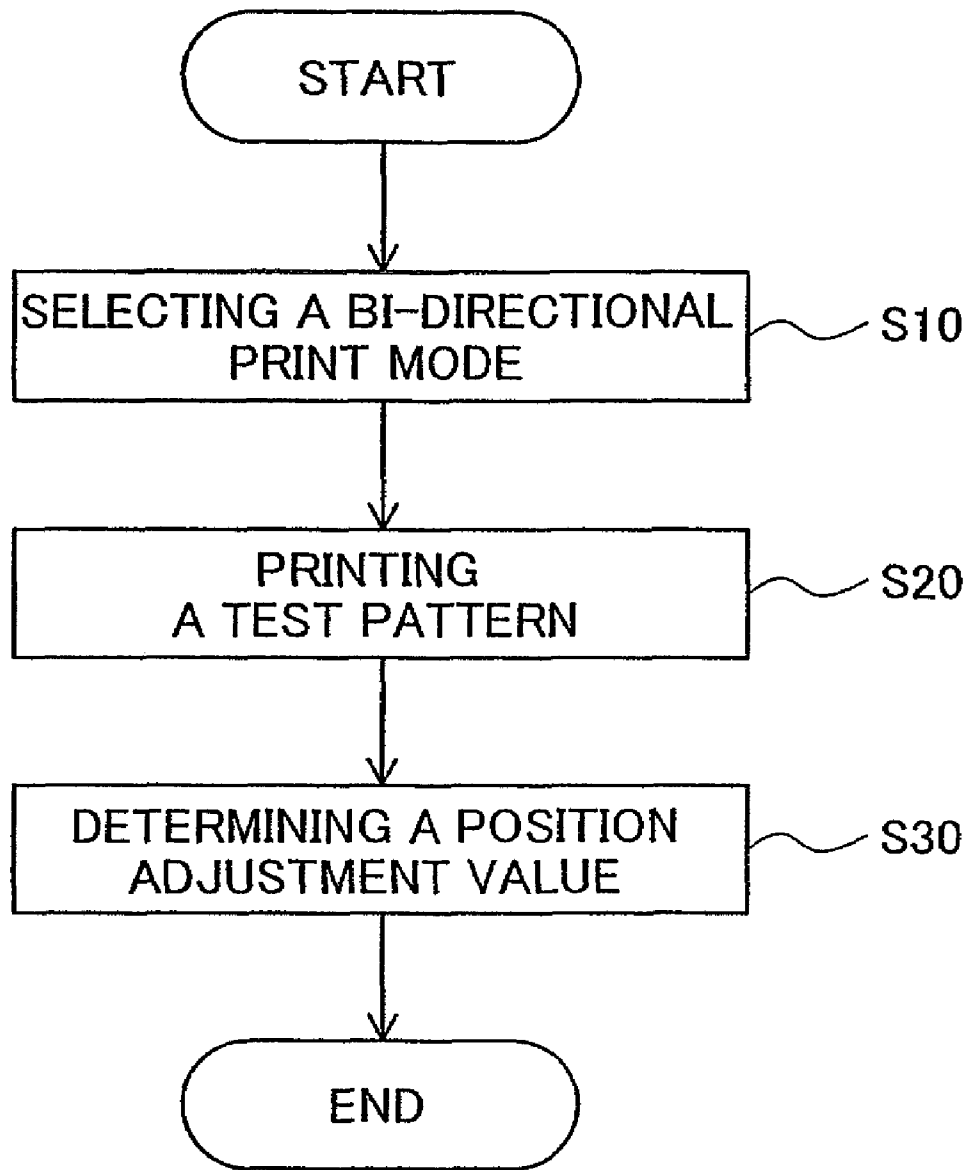 START
SELECTING A BI-DIRECTIONAL
PRINT MODE
S10
PRINTING
A TEST PATTERN
S20
DETERMINING A POSITION
ADJUSTMENT VALUE
S30
END